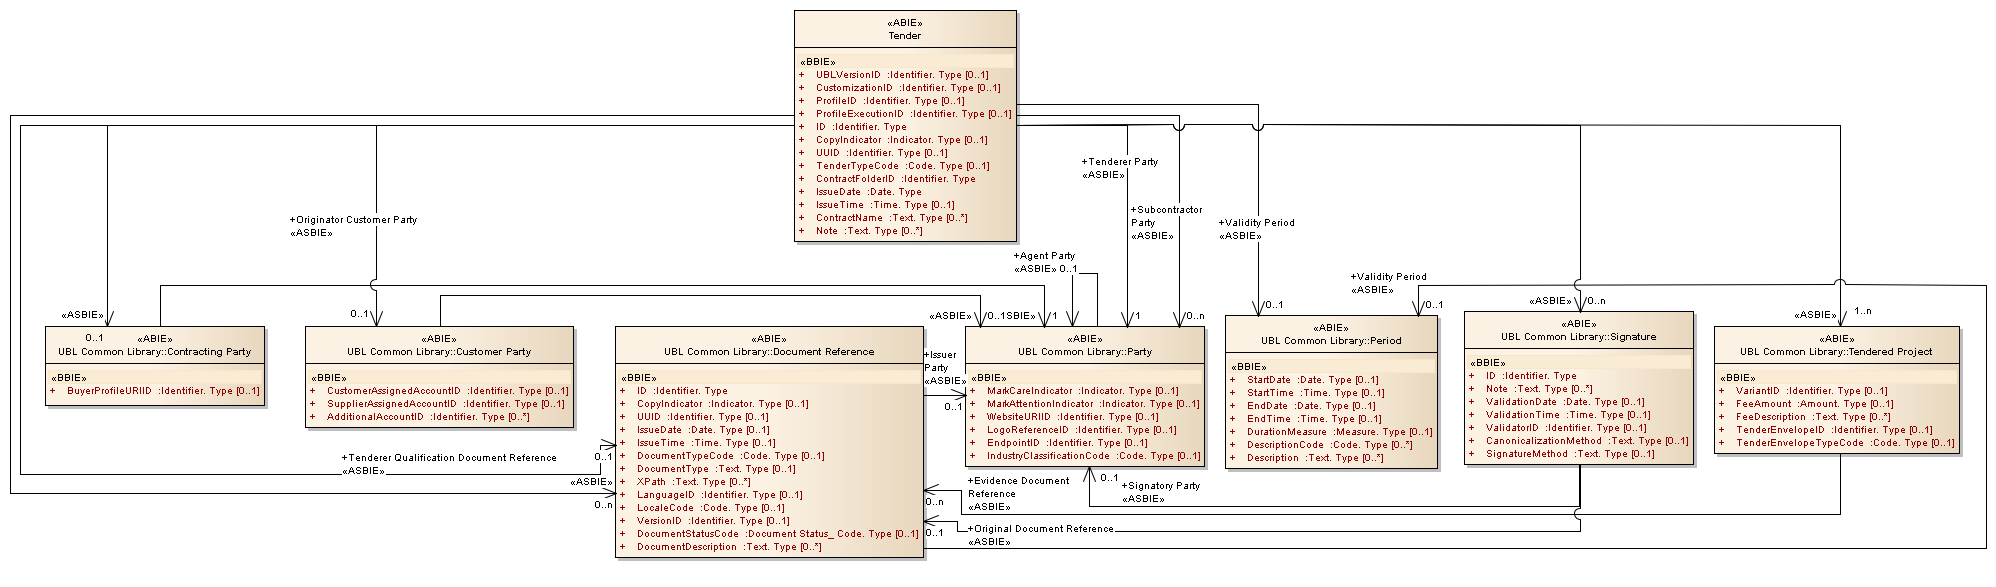 «ABIE»
Tender
«BBIE»
+ UBLVersionID :Identifier. Type [0..1]
+ CustomizationID :Identifier. Type [0..1]
+ ProfileID :Identifier. Type [0..1]
+ ProfileExecutionID :Identifier. Type [0..1]
+ ID :Identifier. Type
+ CopyIndicator :Indicator. Type [0..1]
+ UUID :Identifier. Type [0..1]
+ TenderTypeCode :Code. Type [0..1]
+ ContractFolderID :Identifier. Type
+ IssueDate :Date. Type
+ IssueTime :Time. Type [0..1]
+ ContractName :Text. Type [0..*]
+ Note :Text. Type [0..*]
+Originator Customer Party
«ASBIE»
+Tenderer Party
«ASBIE»
+Subcontractor
Party
«ASBIE»
+Validity Period
«ASBIE»
+Agent Party
«ASBIE» 0..1
+Validity Period
«ASBIE»
«ASBIE»
0..1
0..1
«ASBIE»
0..1SBIE»
1
1
0..n
0..1
0..1
«ASBIE»
0..n
«ASBIE»
1..n
«ABIE»
UBL Common Library::Contracting Party
«BBIE»
+ BuyerProfileURIID :Identifier. Type [0..1]
«ABIE»
UBL Common Library::Customer Party
«BBIE»
+ CustomerAssignedAccountID :Identifier. Type [0..1]
+ SupplierAssignedAccountID :Identifier. Type [0..1]
+ AdditionalAccountID :Identifier. Type [0..*]
«ABIE»
UBL Common Library::Document Reference
«BBIE»
+ ID :Identifier. Type
+ CopyIndicator :Indicator. Type [0..1]
+ UUID :Identifier. Type [0..1]
+ IssueDate :Date. Type [0..1]
+ IssueTime :Time. Type [0..1]
+ DocumentTypeCode :Code. Type [0..1]
+ DocumentType :Text. Type [0..1]
+ XPath :Text. Type [0..*]
+ LanguageID :Identifier. Type [0..1]
+ LocaleCode :Code. Type [0..1]
+ VersionID :Identifier. Type [0..1]
+ DocumentStatusCode :Document Status_ Code. Type [0..1]
+ DocumentDescription :Text. Type [0..*]
+Issuer
Party
«ASBIE»
0..1
«ABIE»
UBL Common Library::Party
«BBIE»
+ MarkCareIndicator :Indicator. Type [0..1]
+ MarkAttentionIndicator :Indicator. Type [0..1]
+ WebsiteURIID :Identifier. Type [0..1]
+ LogoReferenceID :Identifier. Type [0..1]
+ EndpointID :Identifier. Type [0..1]
+ IndustryClassificationCode :Code. Type [0..1]
«ABIE»
UBL Common Library::Period
«BBIE»
+ StartDate :Date. Type [0..1]
+ StartTime :Time. Type [0..1]
+ EndDate :Date. Type [0..1]
+ EndTime :Time. Type [0..1]
+ DurationMeasure :Measure. Type [0..1]
+ DescriptionCode :Code. Type [0..*]
+ Description :Text. Type [0..*]
«ABIE»
UBL Common Library::Signature
«BBIE»
+ ID :Identifier. Type
+ Note :Text. Type [0..*]
+ ValidationDate :Date. Type [0..1]
+ ValidationTime :Time. Type [0..1]
+ ValidatorID :Identifier. Type [0..1]
+ CanonicalizationMethod :Text. Type [0..1]
+ SignatureMethod :Text. Type [0..1]
«ABIE»
UBL Common Library::Tendered Project
«BBIE»
+ VariantID :Identifier. Type [0..1]
+ FeeAmount :Amount. Type [0..1]
+ FeeDescription :Text. Type [0..*]
+ TenderEnvelopeID :Identifier. Type [0..1]
+ TenderEnvelopeTypeCode :Code. Type [0..1]
+Tenderer Qualification Document Reference
«ASBIE»
0..1
«ASBIE»
0..n
+Evidence Document
Reference
«ASBIE»
0..n
0..1
+Signatory Party
«ASBIE»
+Original Document Reference
«ASBIE»
0..1